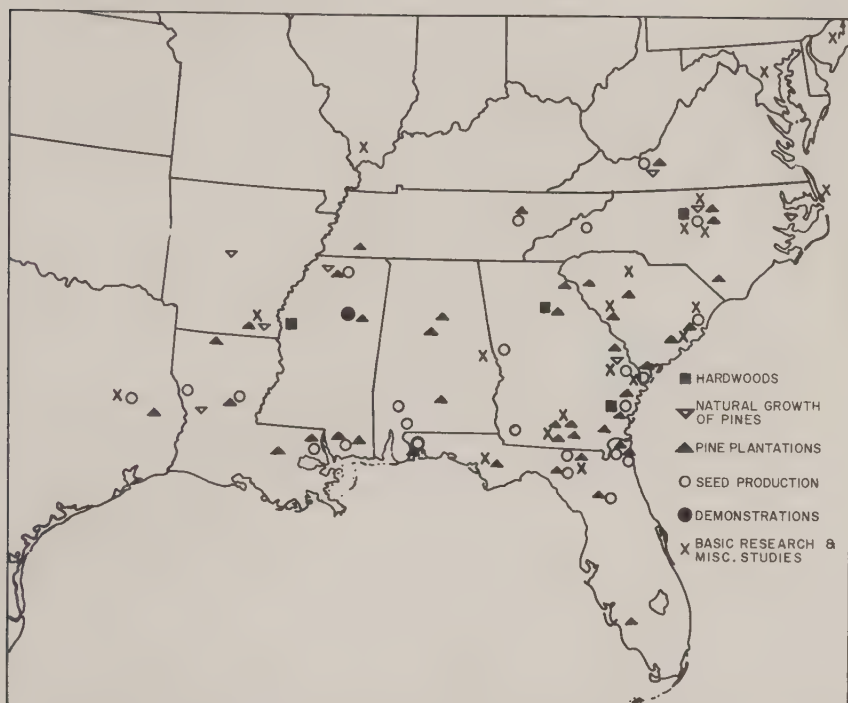 HARDWOODS
NATURAL GROWTH
OF PINES
PINE PLANTATIONS
SEED PRODUCTION
DEMONSTRATIONS
BASIC RESEARCH &
MISC. STUDIES